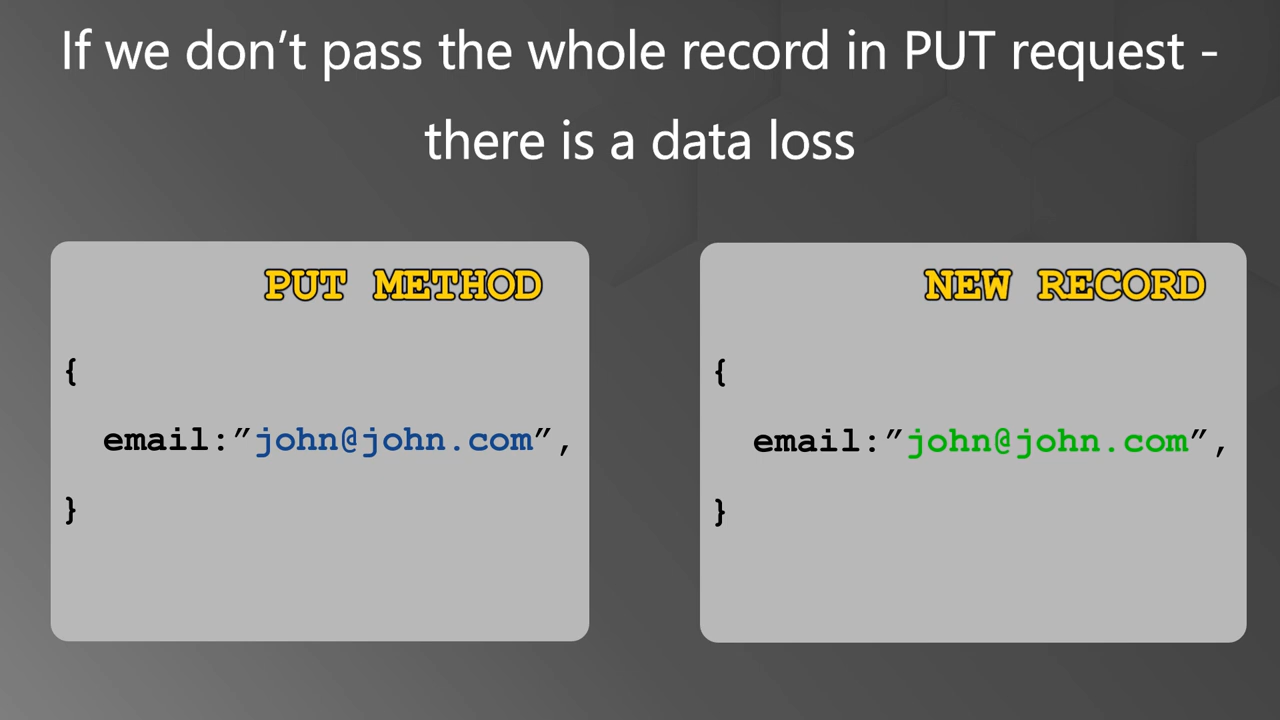 If we don’t pass the whole record in PUT request -
there is a data loss
PUT METHOD
{
email:”john@john.com”,
}
NEW RECORD
{
email:”john@john.com”,
}